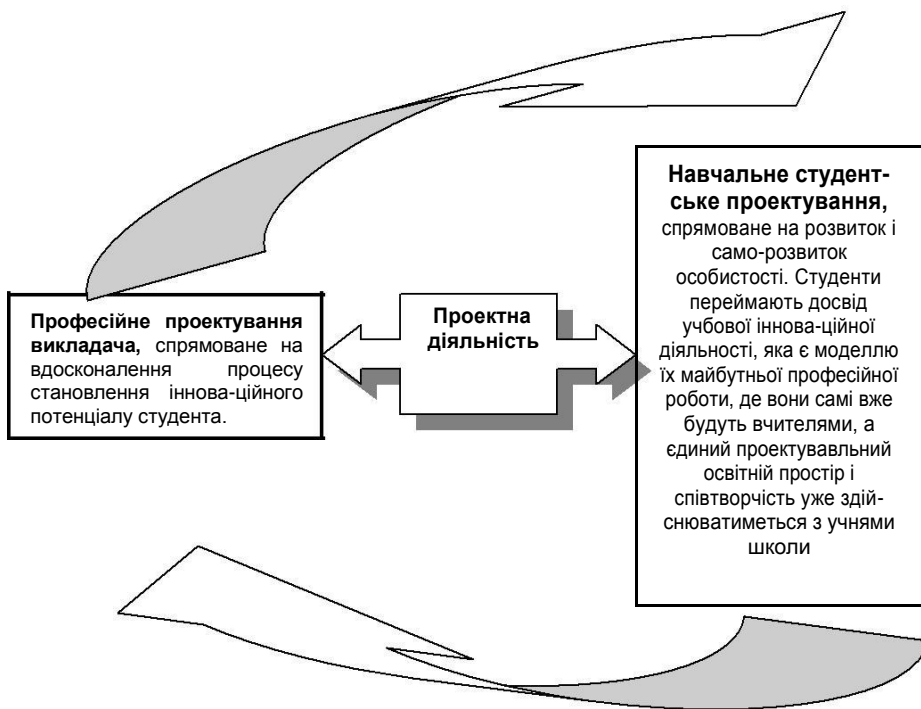 Професійне проектування
викладача, спрямоване на
вдосконалення процесу
становлення іннова-ційного
потенціалу студента.
Проектна
діяльність
Навчальне студент-
ське проектування,
спрямоване на розвиток і
само-розвиток
особистості. Студенти
переймають досвід
учбової іннова-ційної
діяльності, яка є моделлю
їх майбутньої професійної
роботи, де вони самі вже
будуть вчителями, а
єдиний проектувавльний
освітній простір і
співтворчість уже здій-
снюватиметься з учнями
школи